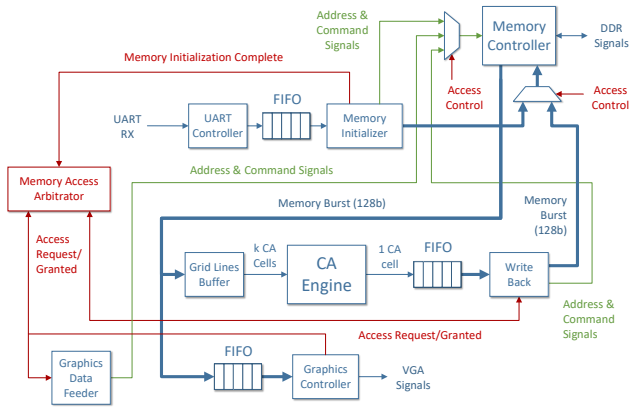 Address &
Command
Signals
Memory
Controller
DDR
Signals
Memory Initialization Complete
Access
Control
Access
Control
FIFO
UART
RX
UART
Controller
Memory
Initializer
Memory Access
Arbitrator
Address & Command Signals
Memory Burst (128b)
Memory
Burst
(128b)
Access
Request/
Granted
Grid Lines
Buffer
k CA
Cells
CA
Engine
1 CA
cell
FIFO
Write
Back
Address &
Command
Signals
Access Request/Granted
FIFO
Graphics
Data
Feeder
Graphics
Controller
VGA
Signals